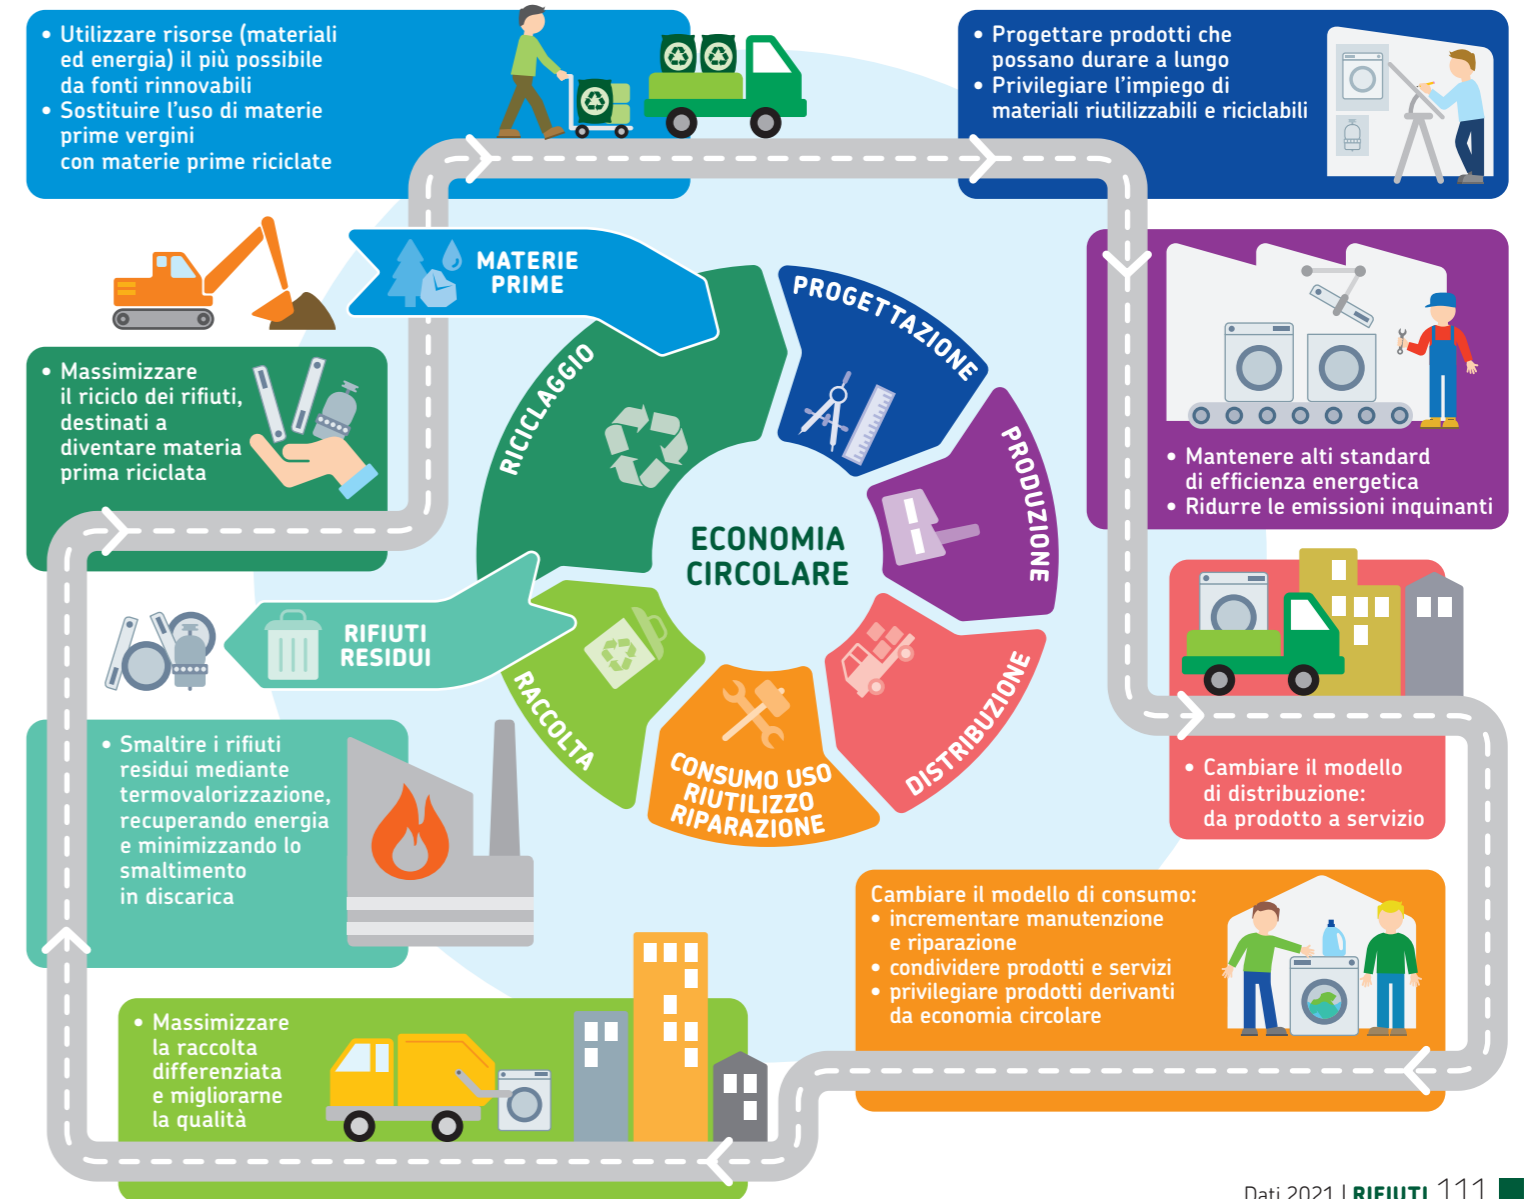 • Utilizzare risorse (materiali
ed energia) il più possibile
da fonti rinnovabili
• Sostituire l'uso di materie
prime vergini
con materie prime riciclate
• Progettare prodotti che
possano durare a lungo
• Privilegiare l'impiego di
materiali riutilizzabili e riciclabili
MATERIE
PRIME
PROGETTAZIONE
RICICLAGGIO
PRODUZIONE
• Massimizzare
il riciclo dei rifiuti,
destinati a
diventare materia
prima riciclata
• Mantenere alti standard
di efficienza energetica
• Ridurre le emissioni inquinanti
ECONOMIA
CIRCOLARE
RIFIUTI
RESIDUI
RACCOLTA
CONSUMO USO
RIUTILIZZO
RIPARAZIONE
DISTRIBUZIONE
• Smaltire i rifiuti
residui mediante
termovalorizzazione,
recuperando energia
e minimizzando lo
smaltimento
in discarica
• Cambiare il modello
di distribuzione:
da prodotto a servizio
Cambiare il modello di consumo:
• incrementare manutenzione
e riparazione
• condividere prodotti e servizi
• privilegiare prodotti derivanti
da economia circolare
• Massimizzare
la raccolta
differenziata
e migliorarne
la qualità
Dati 2021 | RIFIUTI 111